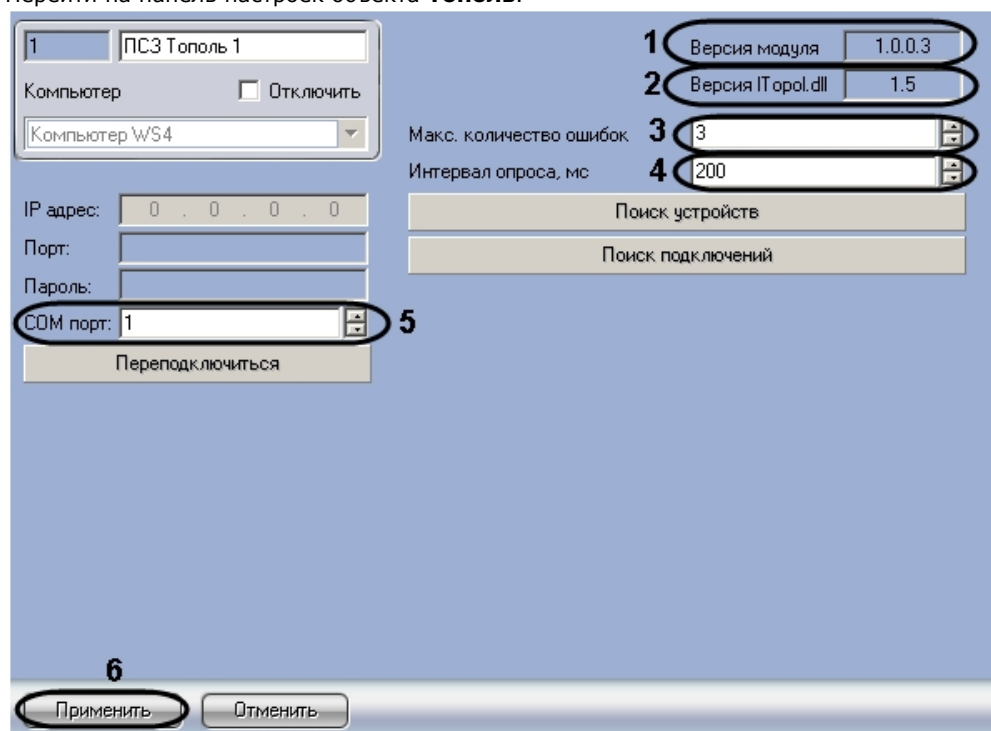 Перейти на панель настроек объекта Тополь.
1 ПСЗ Тополь 1
Компьютер Отключить
Компьютер WS4
IP адрес: 0 . 0 . 0 . 0
Порт:
Пароль:
COM порт: 1 5
Переподключиться
1 Версия модуля 1.0.0.3
2 Версия ITopol.dll 1.5
Макс. количество ошибок 3 3
Интервал опроса, мс 4 200
Поиск устройств
Поиск подключений
6
Применить Отменить